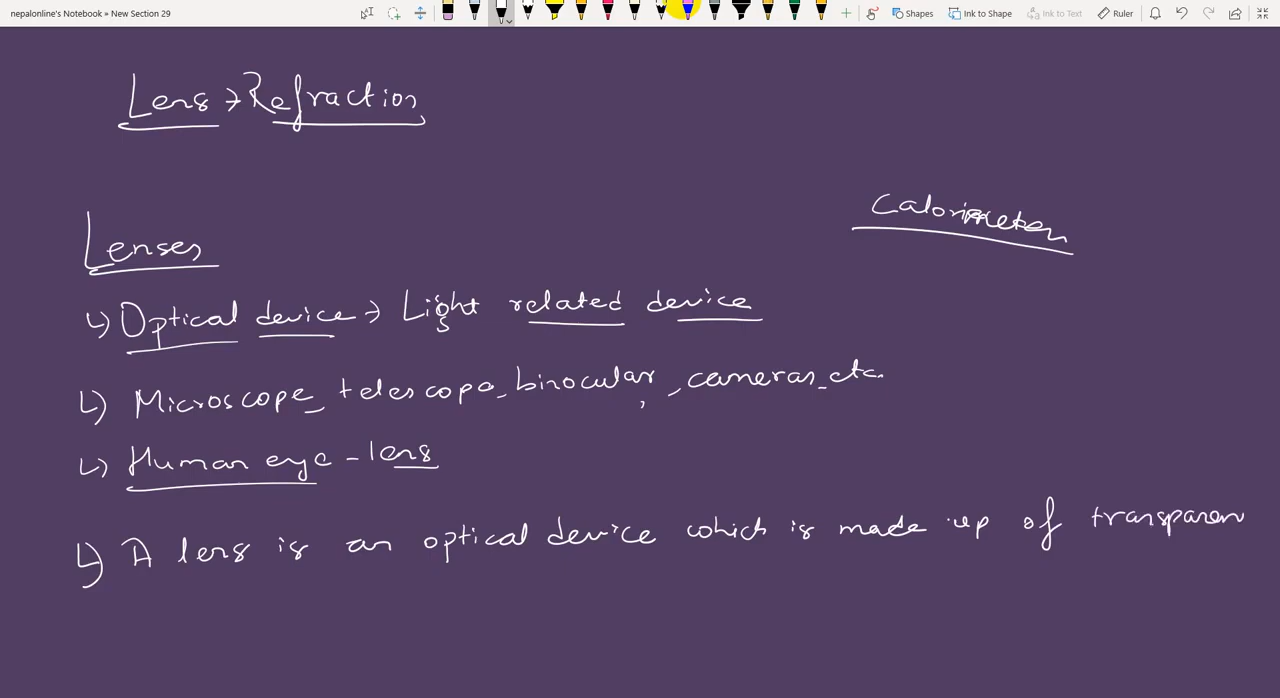 nepalonline's Notebook » New Section 29
Shapes Ink to Shape Ink to Text Ruler
Lens → Refraction
Calorimeter
Lenses
↳ Optical device → Light related device
↳ Microscope, telescope, binocular, cameras, etc.
↳ Human eye - lens
↳ A lens is an optical device which is made up of transparen